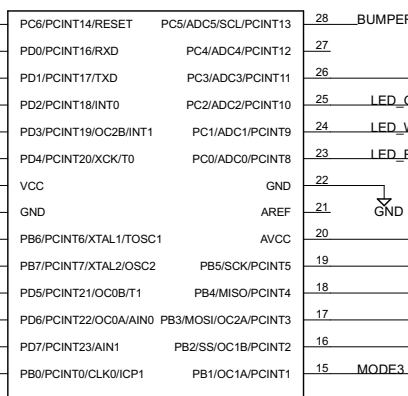 PC6/PCINT14/RESET PC5/ADC5/SCL/PCINT13 28
PD0/PCINT16/RXD PC4/ADC4/PCINT12 27
PD1/PCINT17/TXD PC3/ADC3/PCINT11 26
PD2/PCINT18/INT0 PC2/ADC2/PCINT10 25
PD3/PCINT19/OC2B/INT1 PC1/ADC1/PCINT9 24
PD4/PCINT20/XCK/T0 PC0/ADC0/PCINT8 23
VCC GND 22
GND AREF 21 GND
PB6/PCINT6/XTAL1/TOSC1 AVCC 20
PB7/PCINT7/XTAL2/OSC2 PB5/SCK/PCINT5 19
PD5/PCINT21/OC0B/T1 PB4/MISO/PCINT4 18
PD6/PCINT22/OC0A/AIN0 PB3/MOSI/OC2A/PCINT3 17
PD7/PCINT23/AIN1 PB2/SS/OC1B/PCINT2 16
PB0/PCINT0/CLK0/ICP1 PB1/OC1A/PCINT1 15 MODE3